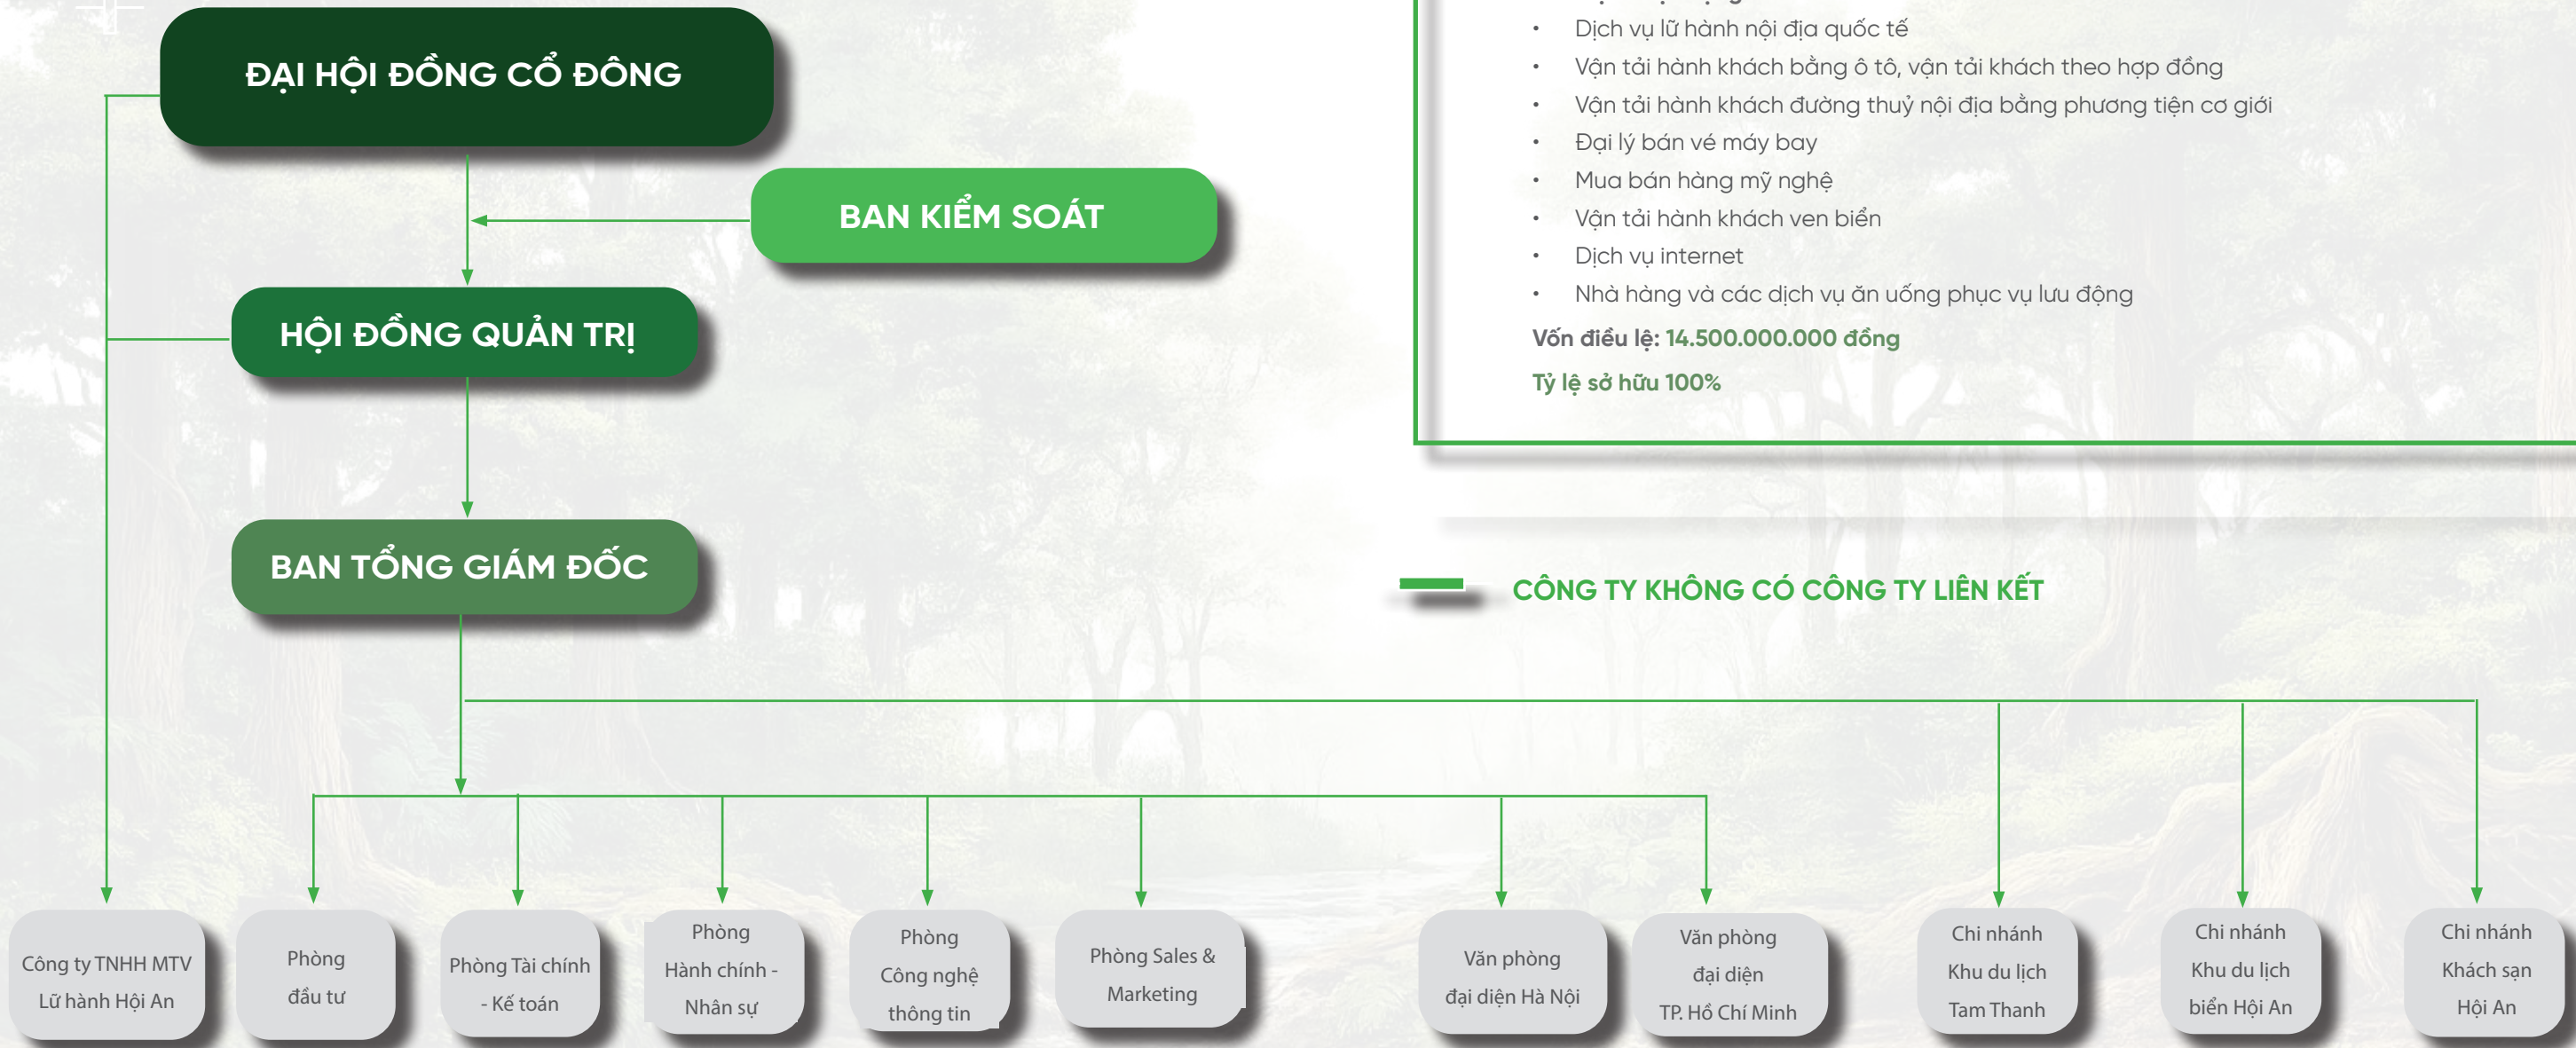 ĐẠI HỘI ĐỒNG CỔ ĐÔNG
BAN KIỂM SOÁT
HỘI ĐỒNG QUẢN TRỊ
BAN TỔNG GIÁM ĐỐC
• Dịch vụ lữ hành nội địa quốc tế
• Vận tải hành khách bằng ô tô, vận tải khách theo hợp đồng
• Vận tải hành khách đường thuỷ nội địa bằng phương tiện cơ giới
• Đại lý bán vé máy bay
• Mua bán hàng mỹ nghệ
• Vận tải hành khách ven biển
• Dịch vụ internet
• Nhà hàng và các dịch vụ ăn uống phục vụ lưu động
Vốn điều lệ: 14.500.000.000 đồng
Tỷ lệ sở hữu 100%
CÔNG TY KHÔNG CÓ CÔNG TY LIÊN KẾT
Công ty TNHH MTV
Lữ hành Hội An
Phòng
đầu tư
Phòng Tài chính
- Kế toán
Phòng
Hành chính -
Nhân sự
Phòng
Công nghệ
thông tin
Phòng Sales &
Marketing
Văn phòng
đại diện Hà Nội
Văn phòng
đại diện
TP. Hồ Chí Minh
Chi nhánh
Khu du lịch
Tam Thanh
Chi nhánh
Khu du lịch
biển Hội An
Chi nhánh
Khách sạn
Hội An